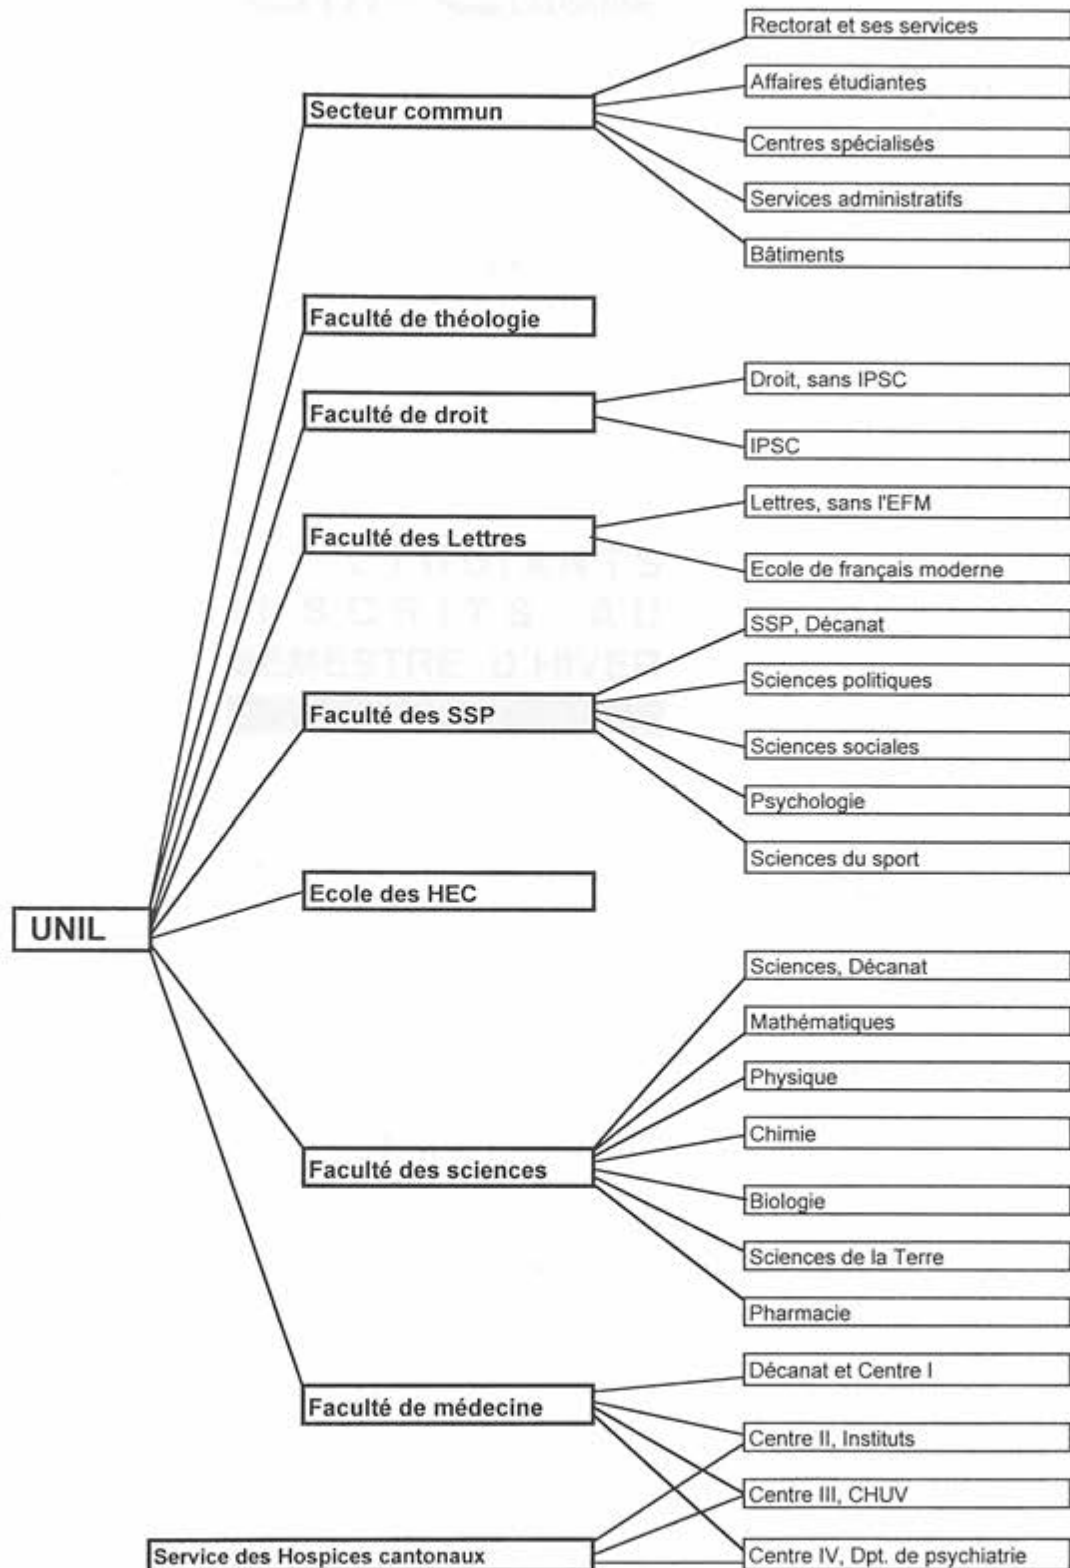 Rectorat et ses services
Affaires étudiantes
Secteur commun
Centres spécialisés
Services administratifs
Bâtiments
Faculté de théologie
Droit, sans IPSC
Faculté de droit
IPSC
Lettres, sans l'EFM
Faculté des Lettres
Ecole de français moderne
SSP, Décanat
Sciences politiques
Faculté des SSP
Sciences sociales
Psychologie
Sciences du sport
Ecole des HEC
UNIL
Sciences, Décanat
Mathématiques
Physique
Chimie
Faculté des sciences
Biologie
Sciences de la Terre
Pharmacie
Décanat et Centre I
Faculté de médecine
Centre II, Instituts
Centre III, CHUV
Service des Hospices cantonaux
Centre IV, Dpt. de psychiatrie